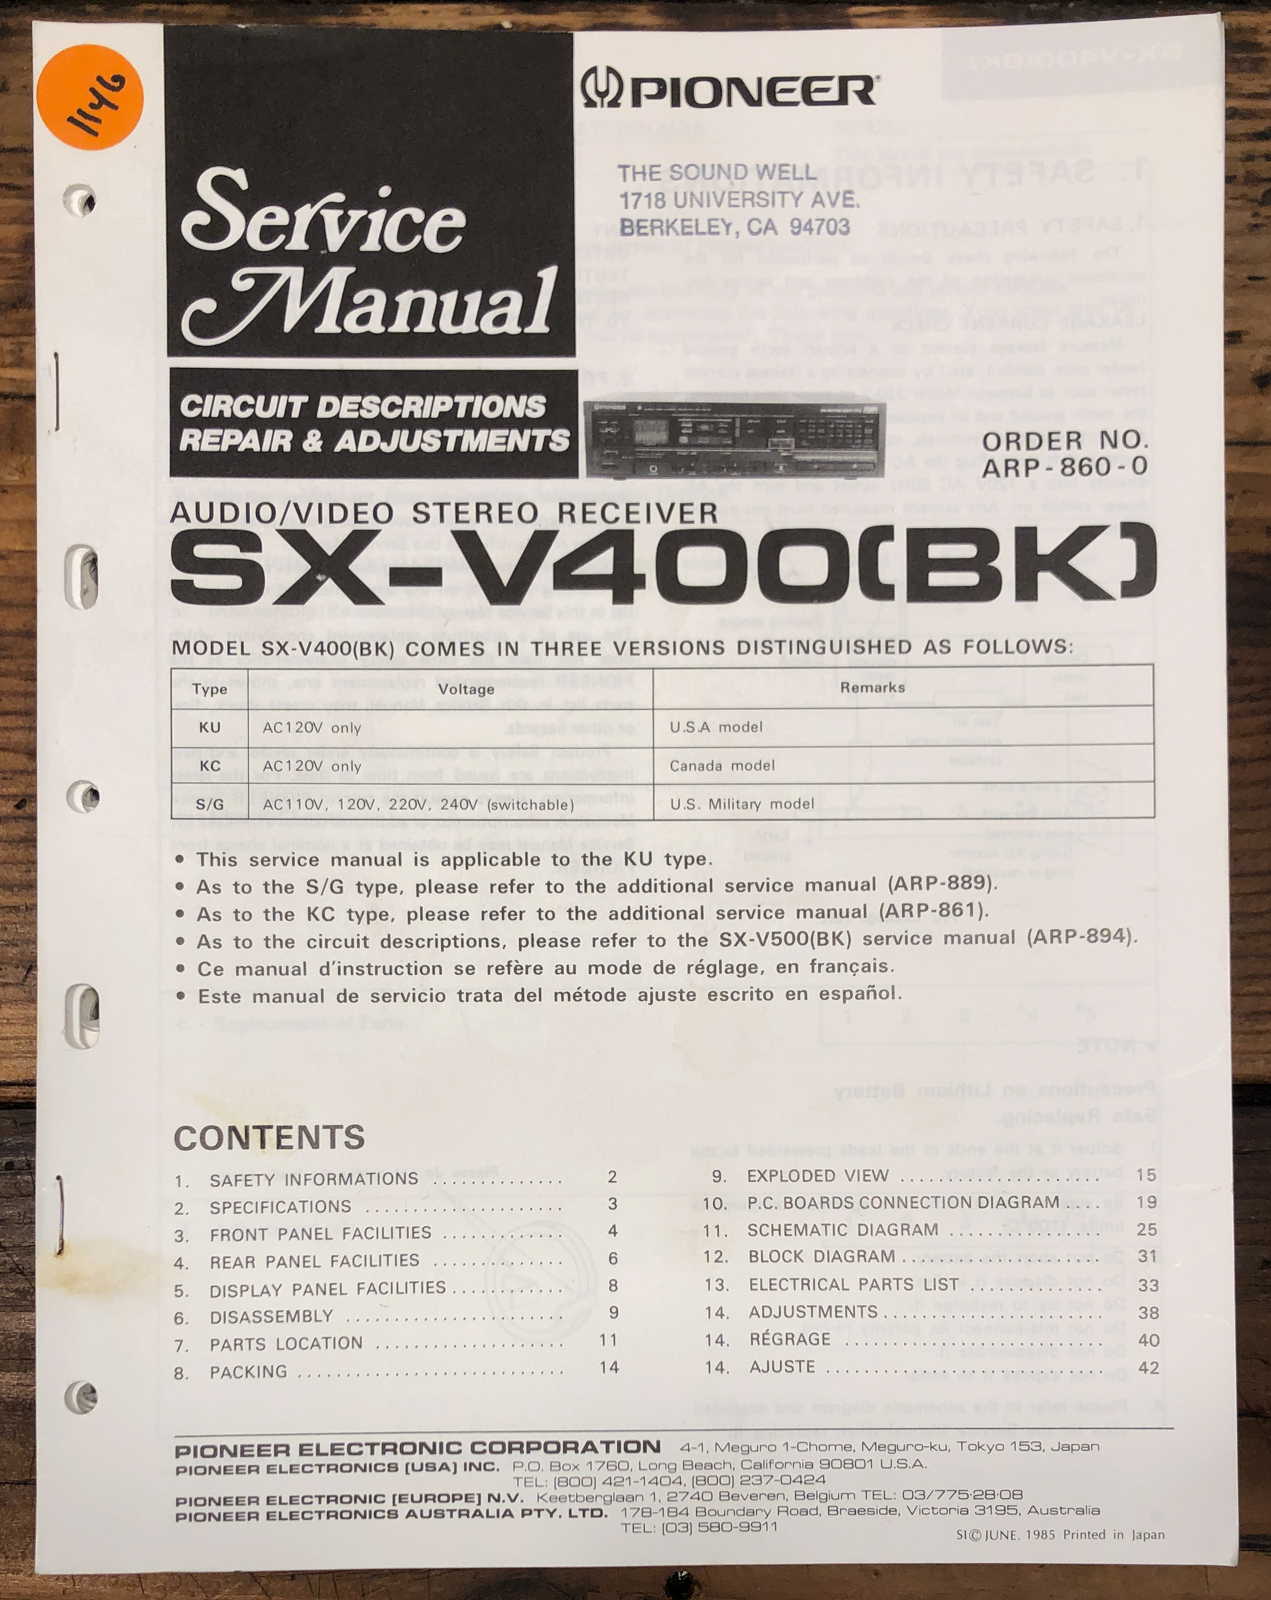 1146
PIONEER
THE SOUND WELL
1718 UNIVERSITY AVE.
BERKELEY, CA 94703
Service
Manual
CIRCUIT DESCRIPTIONS
REPAIR & ADJUSTMENTS
PIONEER
ORDER NO.
ARP-860-0
AUDIO/VIDEO STEREO RECEIVER
SX-V400(BK)
MODEL SX-V400(BK) COMES IN THREE VERSIONS DISTINGUISHED AS FOLLOWS:
Type Voltage Remarks
KU AC120V only U.S.A model
KC AC120V only Canada model
S/G AC110V, 120V, 220V, 240V (switchable) U.S. Military model
• This service manual is applicable to the KU type.
• As to the S/G type, please refer to the additional service manual (ARP-889).
• As to the KC type, please refer to the additional service manual (ARP-861).
• As to the circuit descriptions, please refer to the SX-V500(BK) service manual (ARP-894).
• Ce manual d'instruction se refère au mode de réglage, en français.
• Este manual de servicio trata del métode ajuste escrito en español.
CONTENTS
1. SAFETY INFORMATIONS .............. 2
2. SPECIFICATIONS ..................... 3
3. FRONT PANEL FACILITIES ............. 4
4. REAR PANEL FACILITIES .............. 6
5. DISPLAY PANEL FACILITIES............ 8
6. DISASSEMBLY ....................... 9
7. PARTS LOCATION .................... 11
8. PACKING ............................ 14
9. EXPLODED VIEW ..................... 15
10. P.C. BOARDS CONNECTION DIAGRAM .... 19
11. SCHEMATIC DIAGRAM ................ 25
12. BLOCK DIAGRAM ..................... 31
13. ELECTRICAL PARTS LIST .............. 33
14. ADJUSTMENTS....................... 38
14. RÉGRAGE ........................... 40
14. AJUSTE ............................. 42
PIONEER ELECTRONIC CORPORATION 4-1, Meguro 1-Chome, Meguro-ku, Tokyo 153, Japan
PIONEER ELECTRONICS [USA] INC. P.O. Box 1760, Long Beach, California 90801 U.S.A.
TEL: [800] 421-1404, [800] 237-0424
PIONEER ELECTRONIC [EUROPE] N.V. Keetberglaan 1, 2740 Beveren, Belgium TEL: 03/775·28·08
PIONEER ELECTRONICS AUSTRALIA PTY. LTD. 178-184 Boundary Road, Braeside, Victoria 3195, Australia
TEL: [03] 580-9911
SI © JUNE. 1985 Printed in Japan